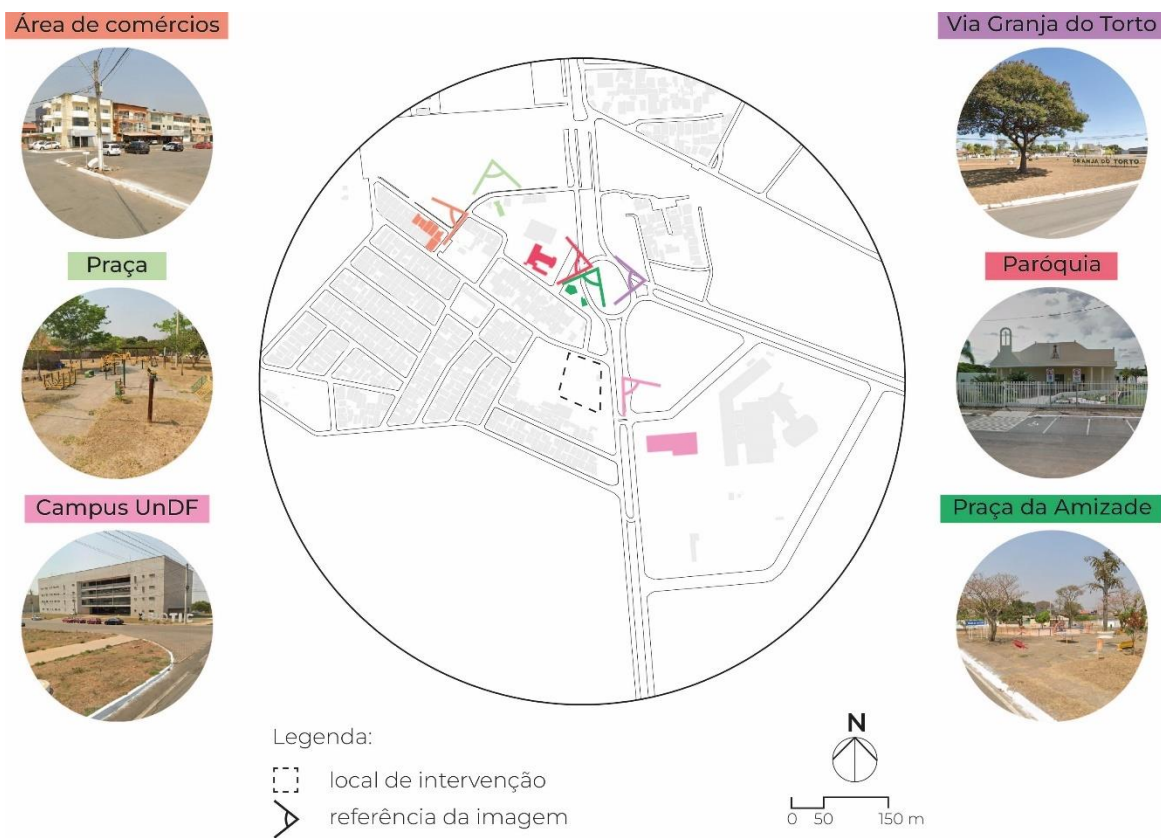 Área de comércios
Via Granja do Torto
GRANJA DO TORTO
Praça
Paróquia
Campus UnDF
Praça da Amizade
Legenda:
local de intervenção
referência da imagem
N
0 50 150 m